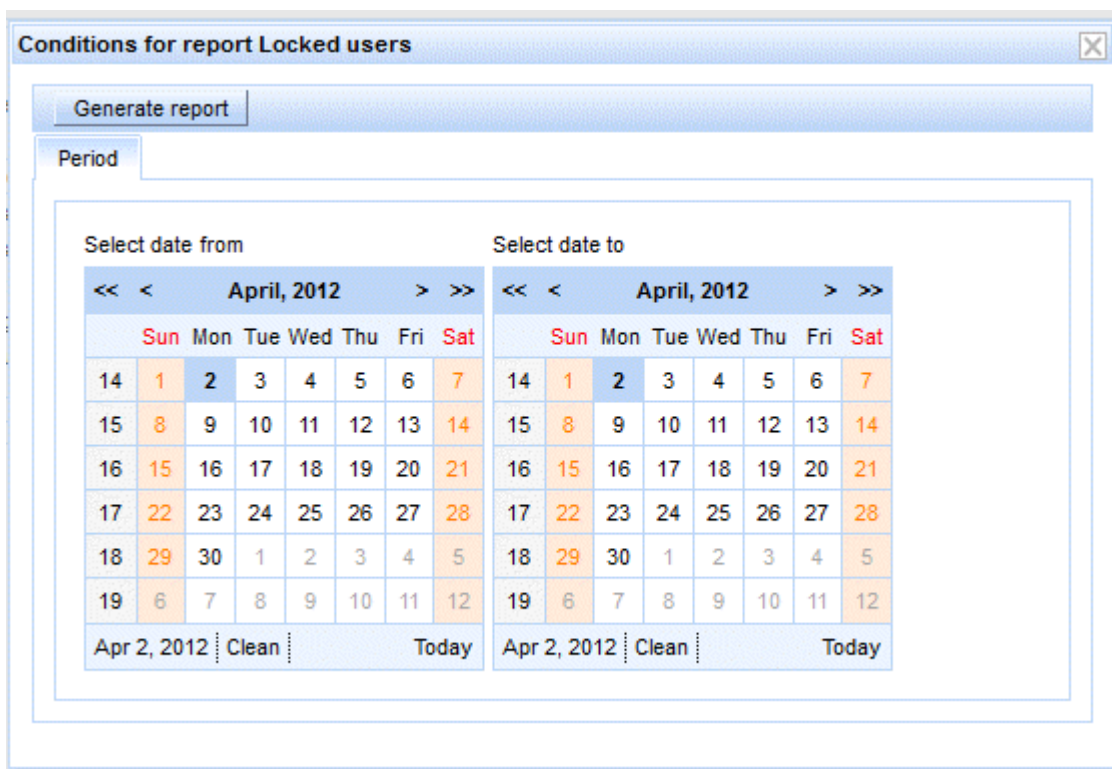 Conditions for report Locked users
Generate report
Period
Select date from
<< < April, 2012 > >>
Sun Mon Tue Wed Thu Fri Sat
14 1 2 3 4 5 6 7
15 8 9 10 11 12 13 14
16 15 16 17 18 19 20 21
17 22 23 24 25 26 27 28
18 29 30 1 2 3 4 5
19 6 7 8 9 10 11 12
Apr 2, 2012 Clean Today
Select date to
<< < April, 2012 > >>
Sun Mon Tue Wed Thu Fri Sat
14 1 2 3 4 5 6 7
15 8 9 10 11 12 13 14
16 15 16 17 18 19 20 21
17 22 23 24 25 26 27 28
18 29 30 1 2 3 4 5
19 6 7 8 9 10 11 12
Apr 2, 2012 Clean Today